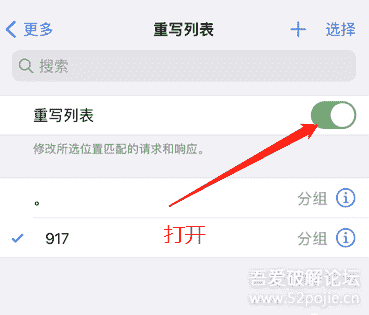 更多 重写列表 + 选择
搜索
重写列表
修改所选位置匹配的请求和响应。
。 分组
917 分组
打开
吾爱破解论坛
www.52pojie.cn